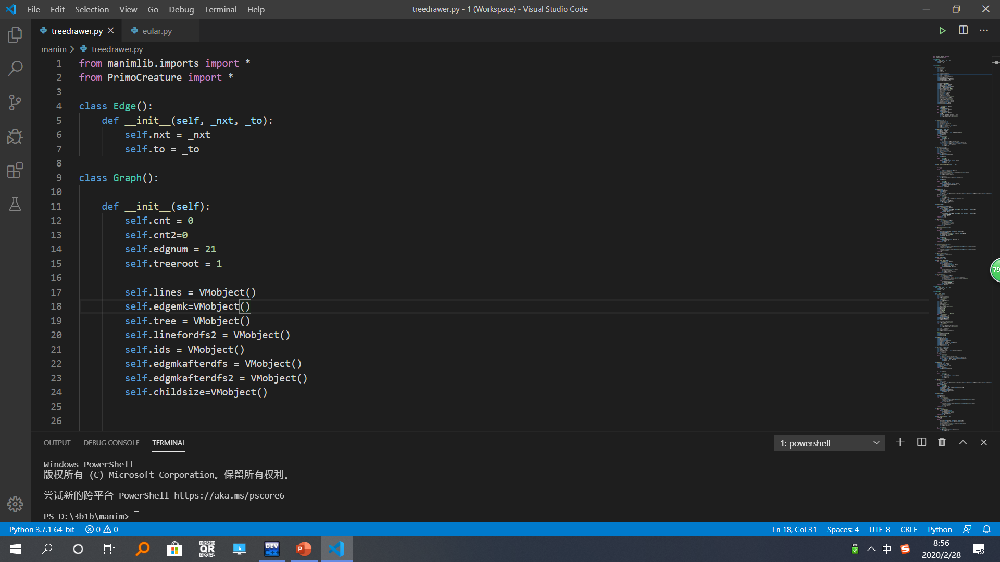 File Edit Selection View Go Debug Terminal Help treedrawer.py - 1 (Workspace) - Visual Studio Code
treedrawer.py eular.py
manim > treedrawer.py
1 from manimlib.imports import *
2 from PrimoCreature import *
3
4 class Edge():
5 def __init__(self, _nxt, _to):
6 self.nxt = _nxt
7 self.to = _to
8
9 class Graph():
10
11 def __init__(self):
12 self.cnt = 0
13 self.cnt2=0
14 self.edgnum = 21
15 self.treeroot = 1
16
17 self.lines = VMobject()
18 self.edgemk=VMobject()
19 self.tree = VMobject()
20 self.linefordfs2 = VMobject()
21 self.ids = VMobject()
22 self.edgmkafterdfs = VMobject()
23 self.edgmkafterdfs2 = VMobject()
24 self.childsize=VMobject()
25
26
79
OUTPUT DEBUG CONSOLE TERMINAL 1: powershell
Windows PowerShell
版权所有 (C) Microsoft Corporation。保留所有权利。
尝试新的跨平台 PowerShell https://aka.ms/pscore6
PS D:\3b1b\manim>
Python 3.7.1 64-bit 0 0 Ln 18, Col 31 Spaces: 4 UTF-8 CRLF Python
QR DEV C++ P 中 S 8:56
2020/2/28